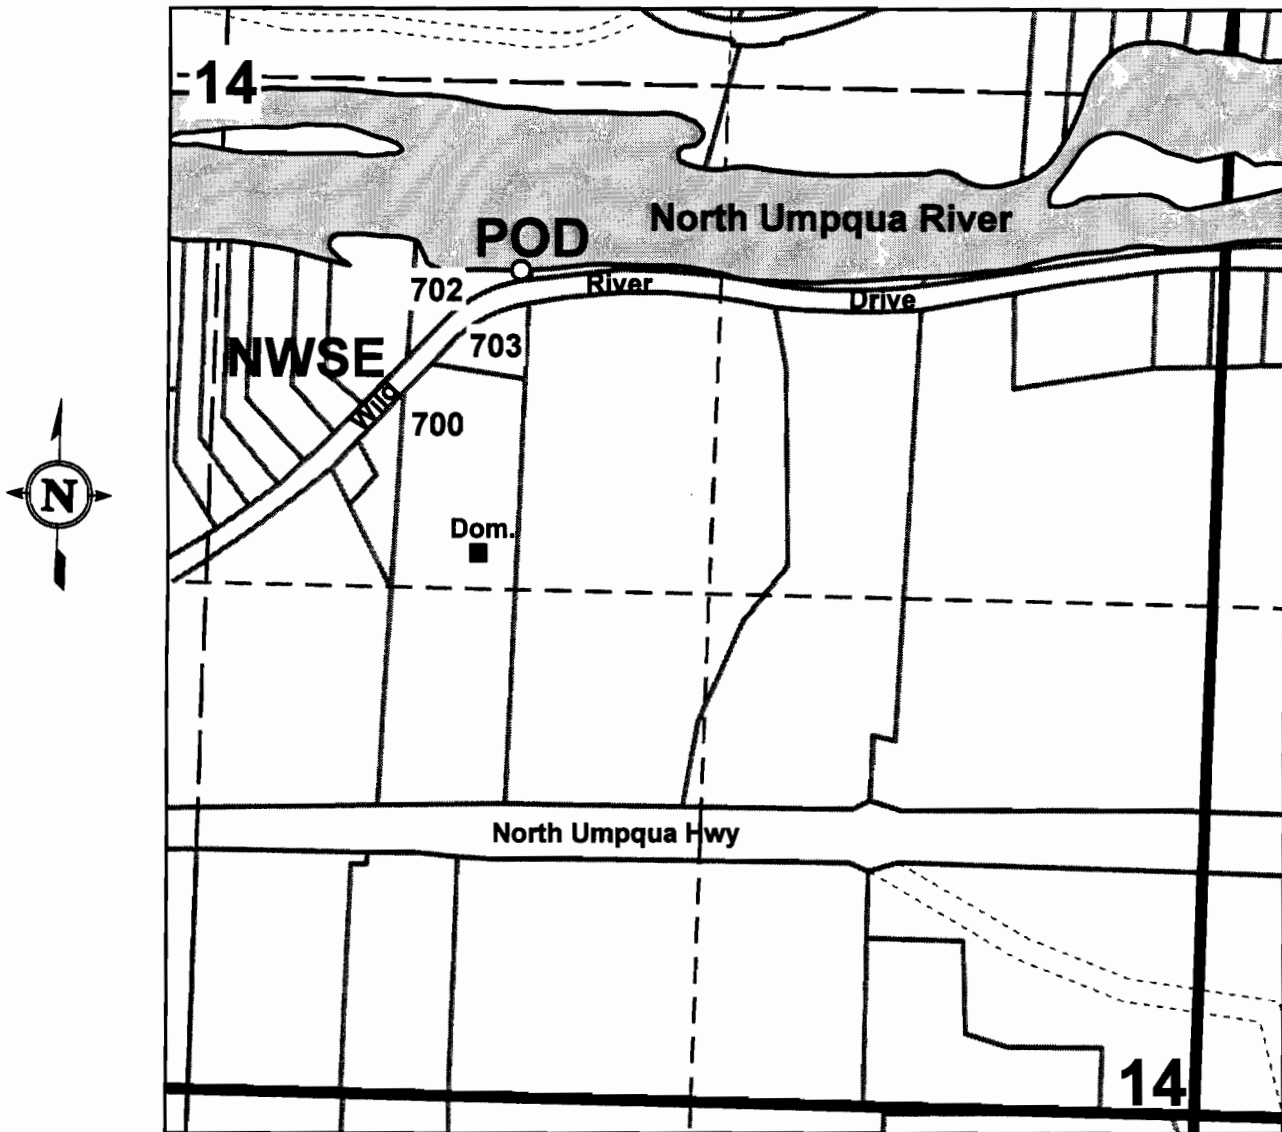 14
North Umpqua River
POD
702
River
Drive
703
NWSE
Wild
700
N
Dom.
North Umpqua Hwy
14